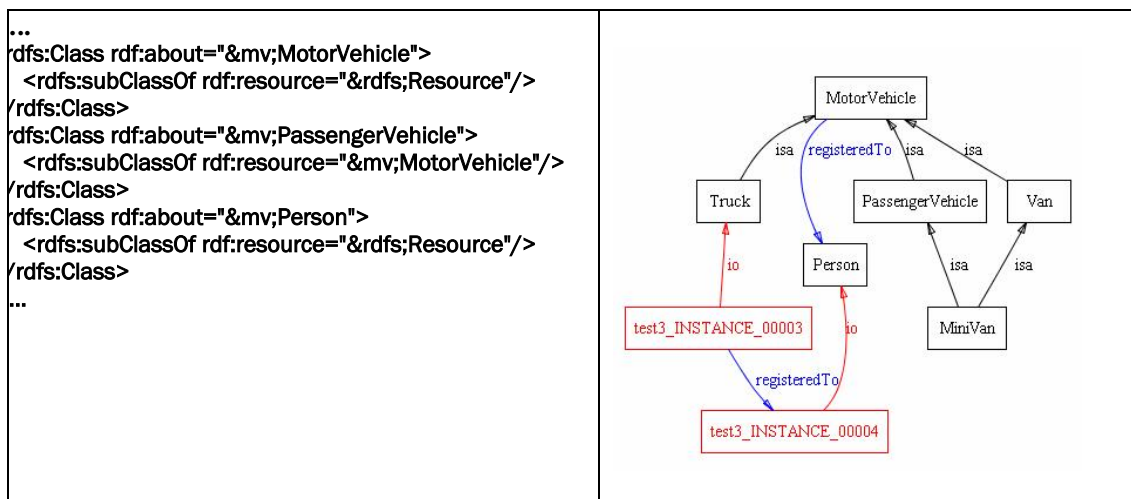 ...
rdfs:Class rdf:about="&mv;MotorVehicle">
<rdfs:subClassOf rdf:resource="&rdfs;Resource"/>
/rdfs:Class>
rdfs:Class rdf:about="&mv;PassengerVehicle">
<rdfs:subClassOf rdf:resource="&mv;MotorVehicle"/>
/rdfs:Class>
rdfs:Class rdf:about="&mv;Person">
<rdfs:subClassOf rdf:resource="&rdfs;Resource"/>
/rdfs:Class>
...
MotorVehicle
isa registeredTo isa isa
Truck PassengerVehicle Van
io Person isa isa
test3_INSTANCE_00003 io MiniVan
registeredTo
test3_INSTANCE_00004